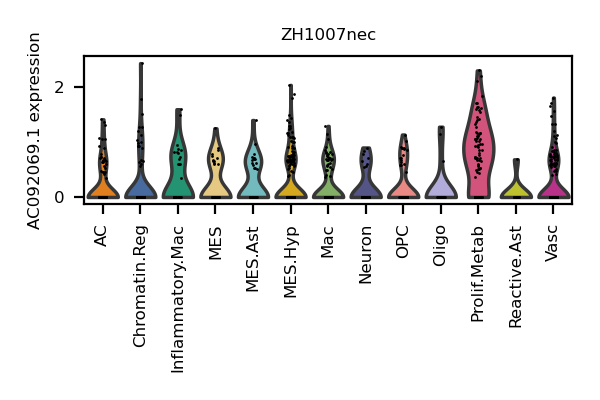 ZH1007nec
AC092069.1 expression
2
0
AC
Chromatin.Reg
Inflammatory.Mac
MES
MES.Ast
MES.Hyp
Mac
Neuron
OPC
Oligo
Prolif.Metab
Reactive.Ast
Vasc